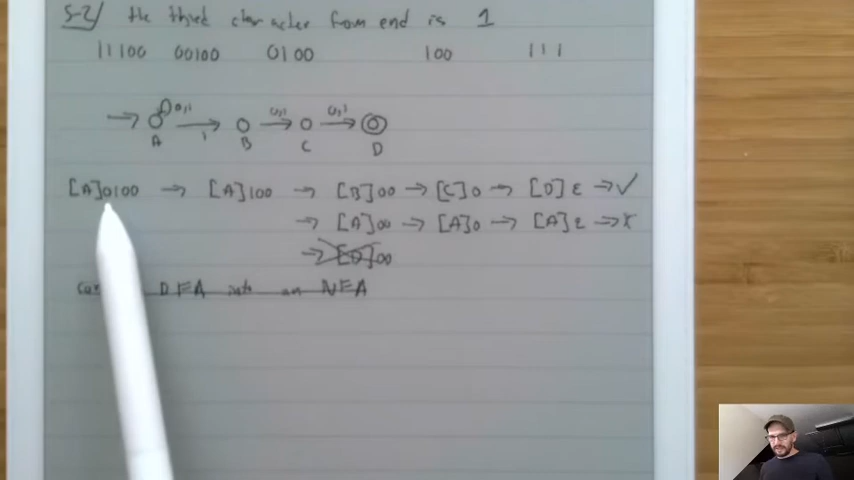 5-2/ the third character from end is 1
11100 00100 0100 100 111
0,1 1 0,1 0,1
A B C D
[A]0100 → [A]100 → [B]00 → [C]0 → [D]ε → ✓
→ [A]00 → [A]0 → [A]ε → x
→ [D]00
DFA into an NFA